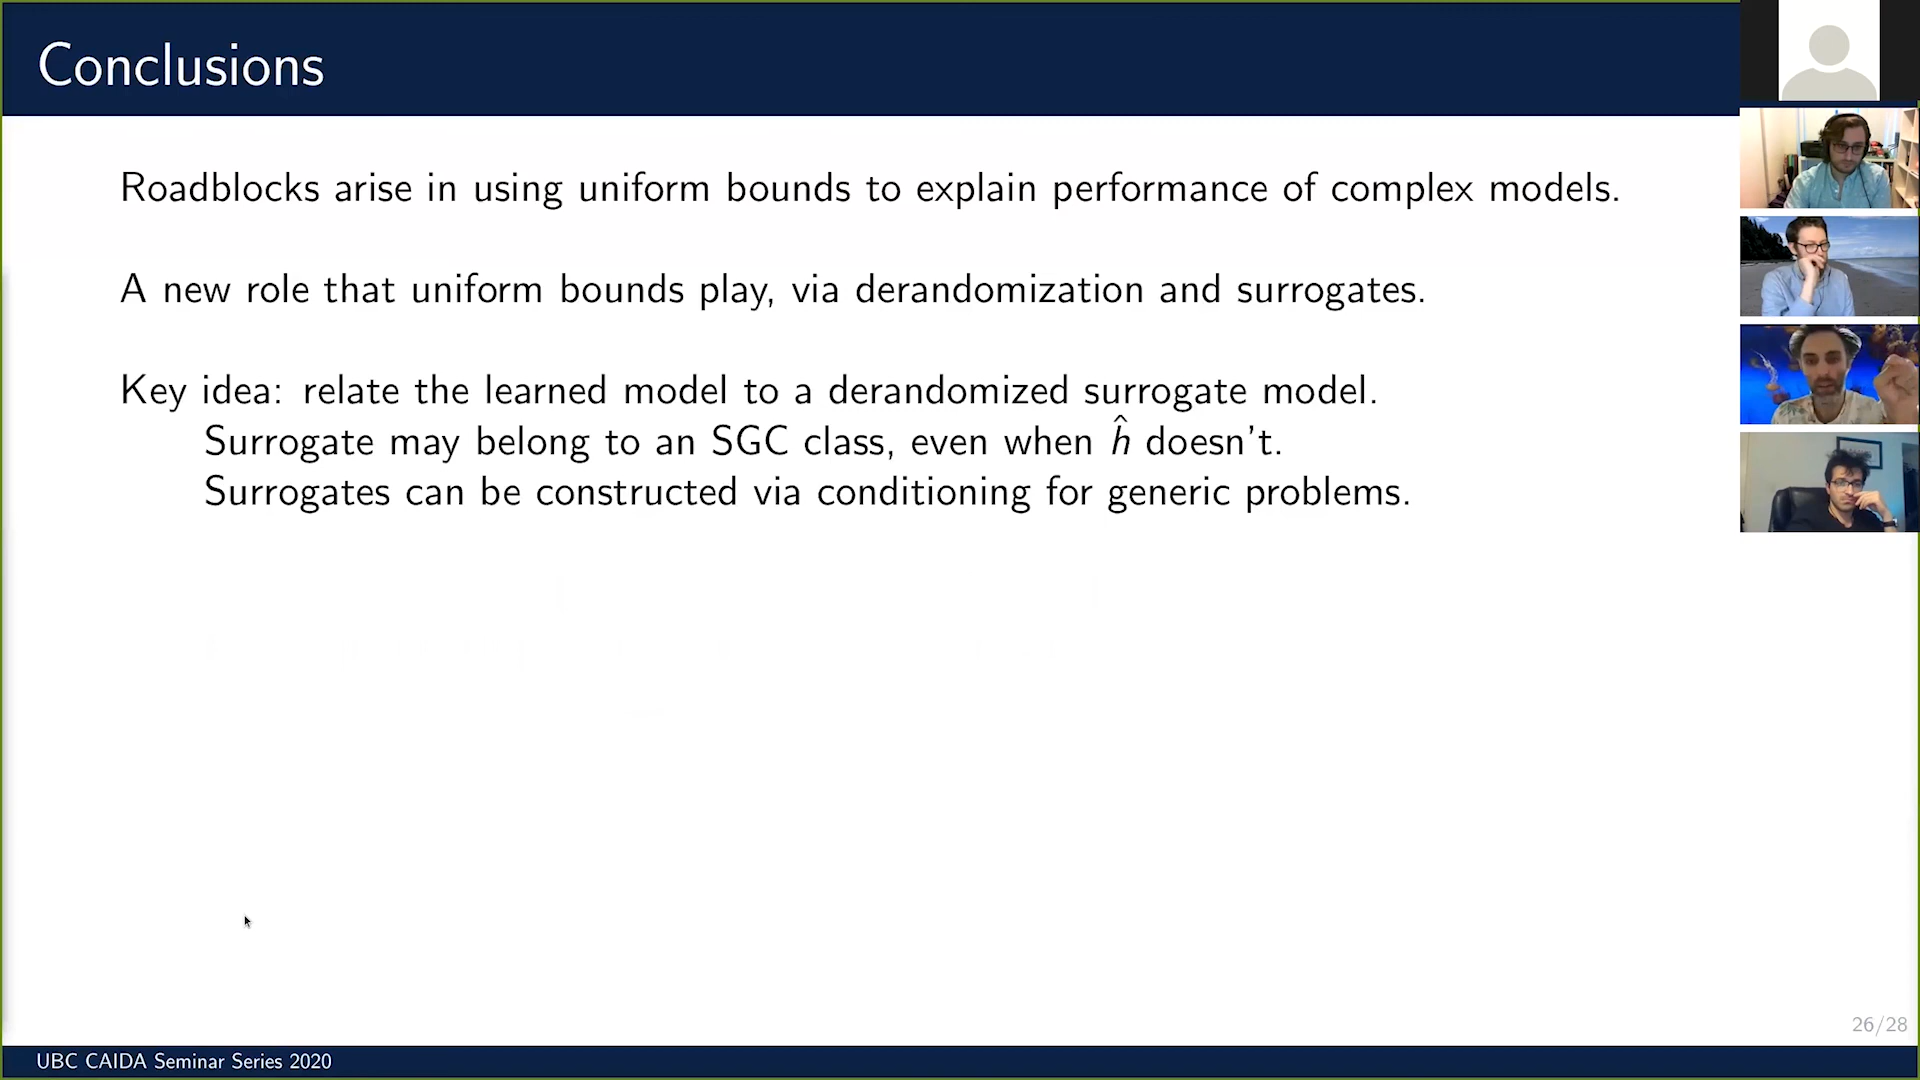 Conclusions
Roadblocks arise in using uniform bounds to explain performance of complex models.
A new role that uniform bounds play, via derandomization and surrogates.
Key idea: relate the learned model to a derandomized surrogate model.
Surrogate may belong to an SGC class, even when ĥ doesn't.
Surrogates can be constructed via conditioning for generic problems.
26/28
UBC CAIDA Seminar Series 2020